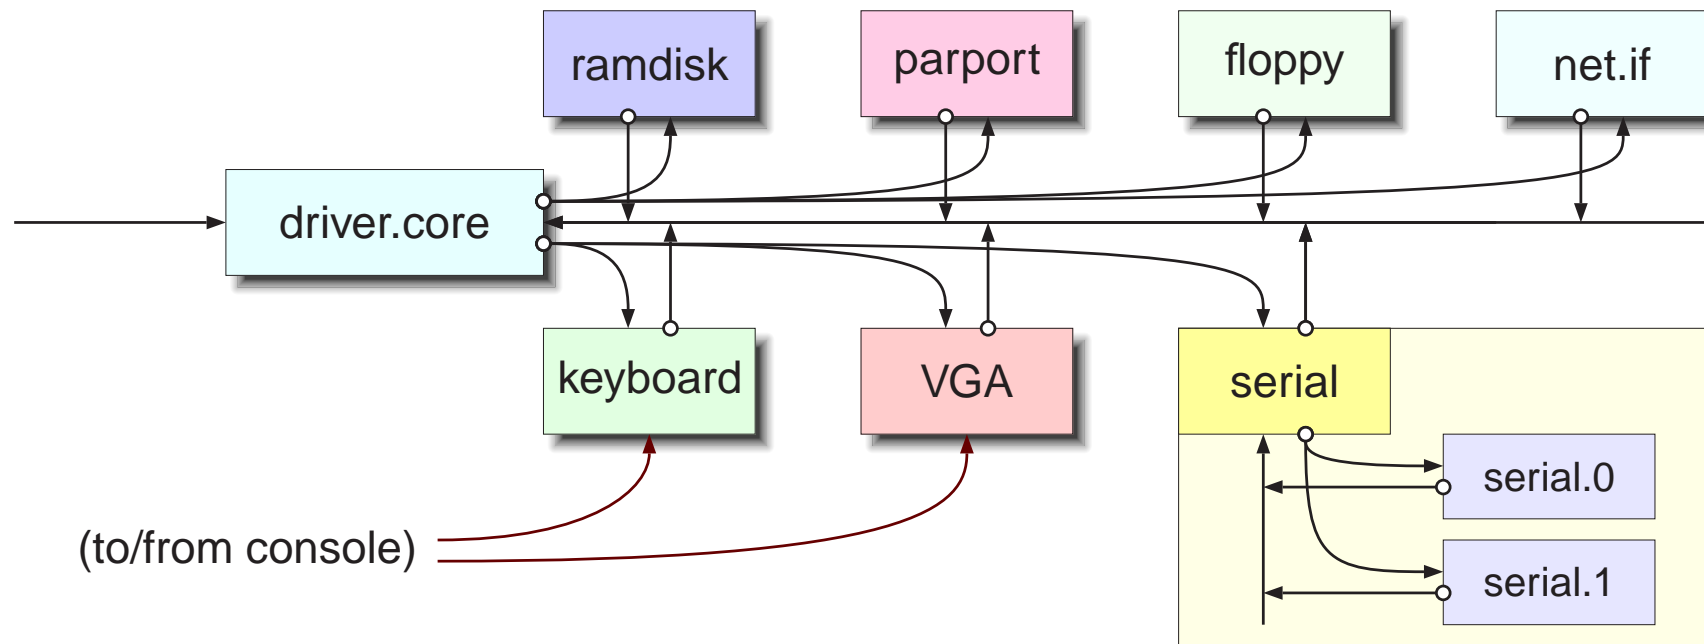 ramdisk
parport
floppy
net.if
driver.core
keyboard
VGA
serial
serial.0
(to/from console)
serial.1